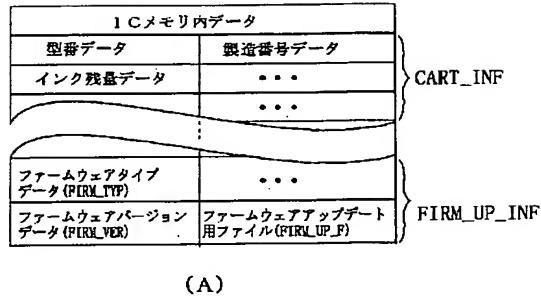 ICメモリ内データ
型番データ 製造番号データ
インク残量データ ・・・
・・・
CART_INF
ファームウェアタイプ
データ(FIRM_TYP) ・・・
ファームウェアバージョン
データ(FIRM_VER)
ファームウェアアップデート
用ファイル(FIRM_UP_F)
FIRM_UP_INF
(A)